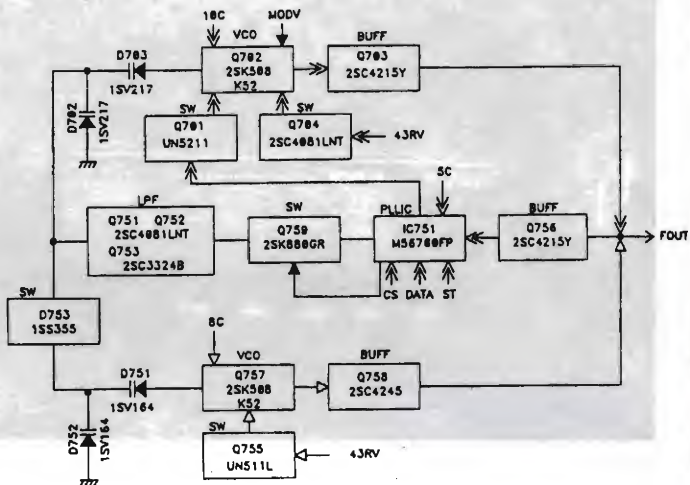 10C
MODV
VCO
BUFF
D703
1SV217
Q702
2SK508
K52
Q703
2SC4215Y
D702
1SV217
SW
Q701
UN5211
SW
Q704
2SC4081LNT
43RV
5C
LPF
Q751 Q752
2SC4081LNT
Q753
2SC3324B
SW
Q759
2SK880GR
PLLIC
IC751
M56760FP
BUFF
Q756
2SC4215Y
FOUT
CS DATA ST
SW
D753
1SS355
8C
VCO
BUFF
D751
1SV164
Q757
2SK508
K52
Q758
2SC4245
D752
1SV164
SW
Q755
UN511L
43RV